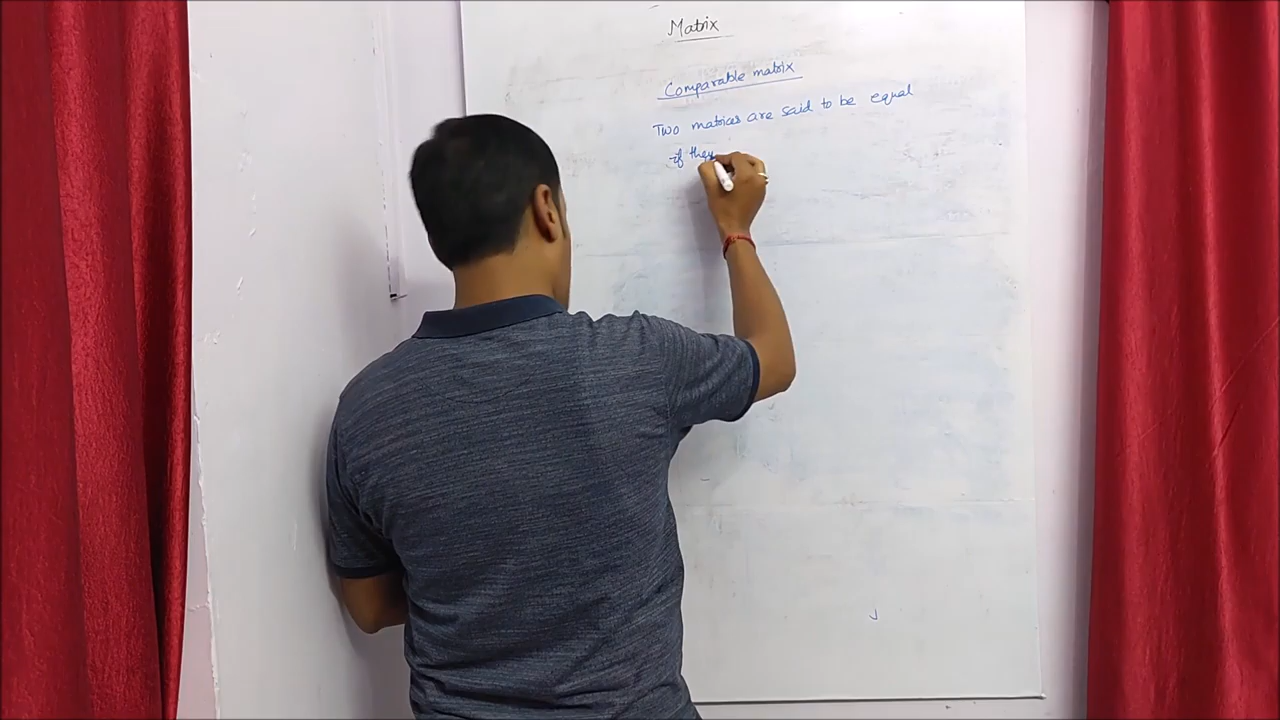 Matrix
Comparable matrix
Two matrices are said to be equal
if they